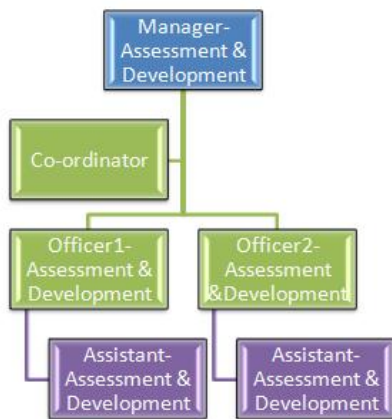 Manager-
Assessment &
Development
Co-ordinator
Officer1-
Assessment &
Development
Officer2-
Assessment
&Development
Assistant-
Assessment &
Development
Assistant-
Assessment &
Development